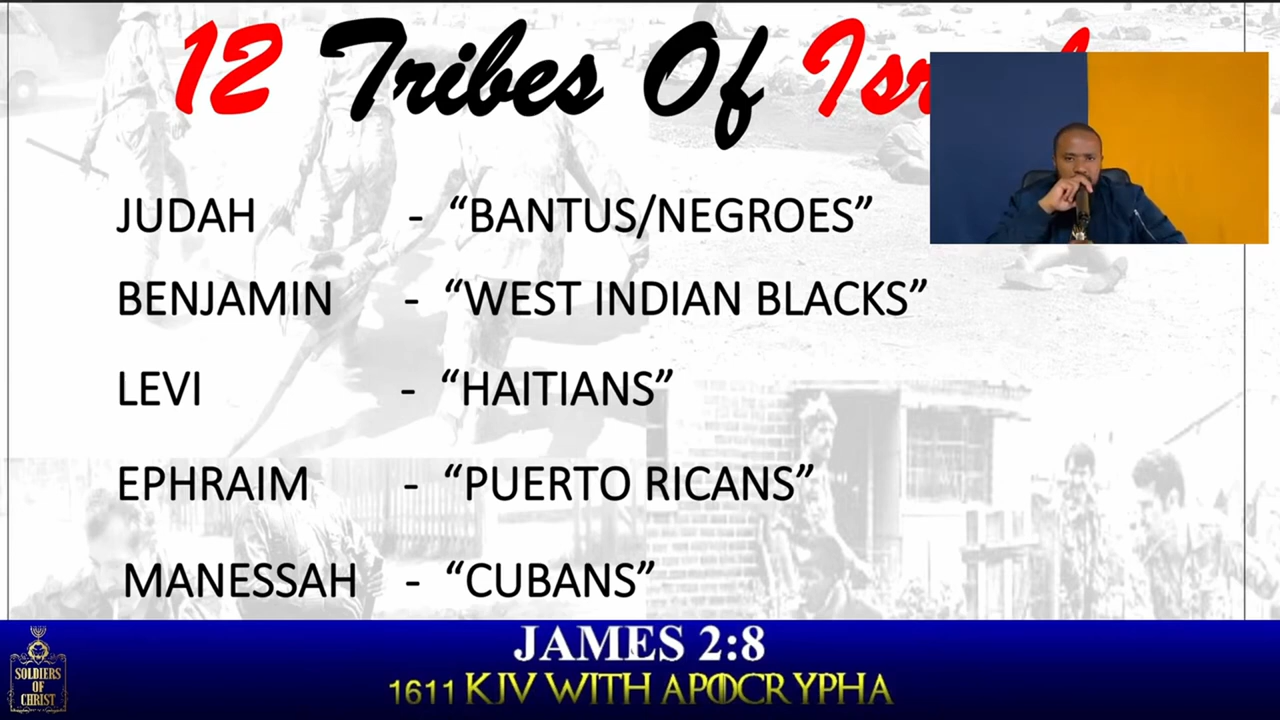 12 Tribes Of
JUDAH - “BANTUS/NEGROES”
BENJAMIN - “WEST INDIAN BLACKS”
LEVI - “HAITIANS”
EPHRAIM - “PUERTO RICANS”
MANESSAH - “CUBANS”
JAMES 2:8
1611 KJV WITH APOCRYPHA
SOLDIERS
OF
CHRIST